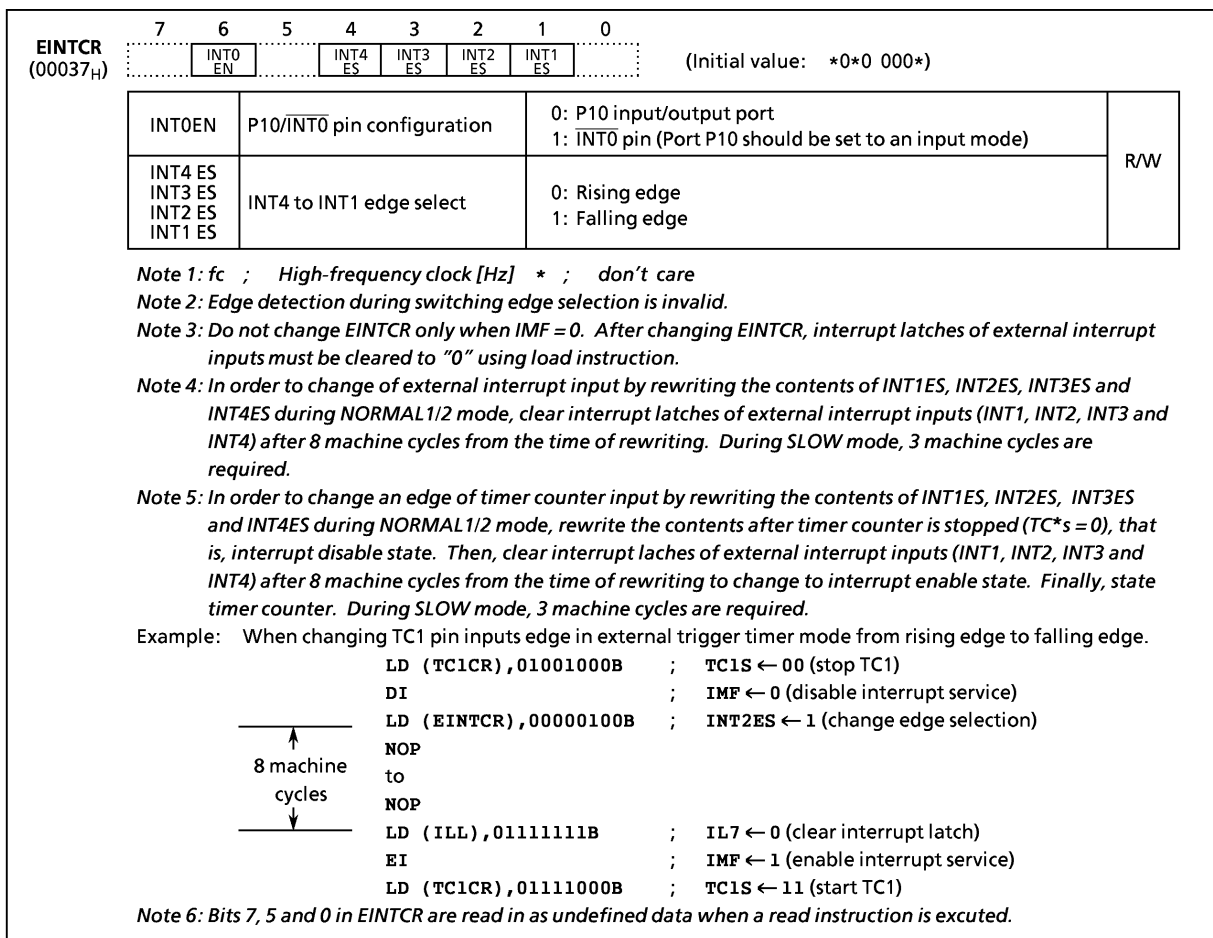 7 6 5 4 3 2 1 0
EINTCR
(00037H)
INT0 EN INT4 ES INT3 ES INT2 ES INT1 ES
(Initial value: *0*0 000*)
INT0EN P10/INT0 pin configuration 0: P10 input/output port
1: INT0 pin (Port P10 should be set to an input mode)
R/W
INT4 ES
INT3 ES
INT2 ES
INT1 ES
INT4 to INT1 edge select 0: Rising edge
1: Falling edge
Note 1: fc ; High-frequency clock [Hz] * ; don't care
Note 2: Edge detection during switching edge selection is invalid.
Note 3: Do not change EINTCR only when IMF = 0. After changing EINTCR, interrupt latches of external interrupt
inputs must be cleared to "0" using load instruction.
Note 4: In order to change of external interrupt input by rewriting the contents of INT1ES, INT2ES, INT3ES and
INT4ES during NORMAL1/2 mode, clear interrupt latches of external interrupt inputs (INT1, INT2, INT3 and
INT4) after 8 machine cycles from the time of rewriting. During SLOW mode, 3 machine cycles are
required.
Note 5: In order to change an edge of timer counter input by rewriting the contents of INT1ES, INT2ES, INT3ES
and INT4ES during NORMAL1/2 mode, rewrite the contents after timer counter is stopped (TC*s = 0), that
is, interrupt disable state. Then, clear interrupt laches of external interrupt inputs (INT1, INT2, INT3 and
INT4) after 8 machine cycles from the time of rewriting to change to interrupt enable state. Finally, state
timer counter. During SLOW mode, 3 machine cycles are required.
Example: When changing TC1 pin inputs edge in external trigger timer mode from rising edge to falling edge.
LD (TC1CR),01001000B ; TC1S ← 00 (stop TC1)
DI ; IMF ← 0 (disable interrupt service)
LD (EINTCR),00000100B ; INT2ES ← 1 (change edge selection)
NOP
8 machine
to
cycles
NOP
LD (ILL),01111111B ; IL7 ← 0 (clear interrupt latch)
EI ; IMF ← 1 (enable interrupt service)
LD (TC1CR),01111000B ; TC1S ← 11 (start TC1)
Note 6: Bits 7, 5 and 0 in EINTCR are read in as undefined data when a read instruction is excuted.